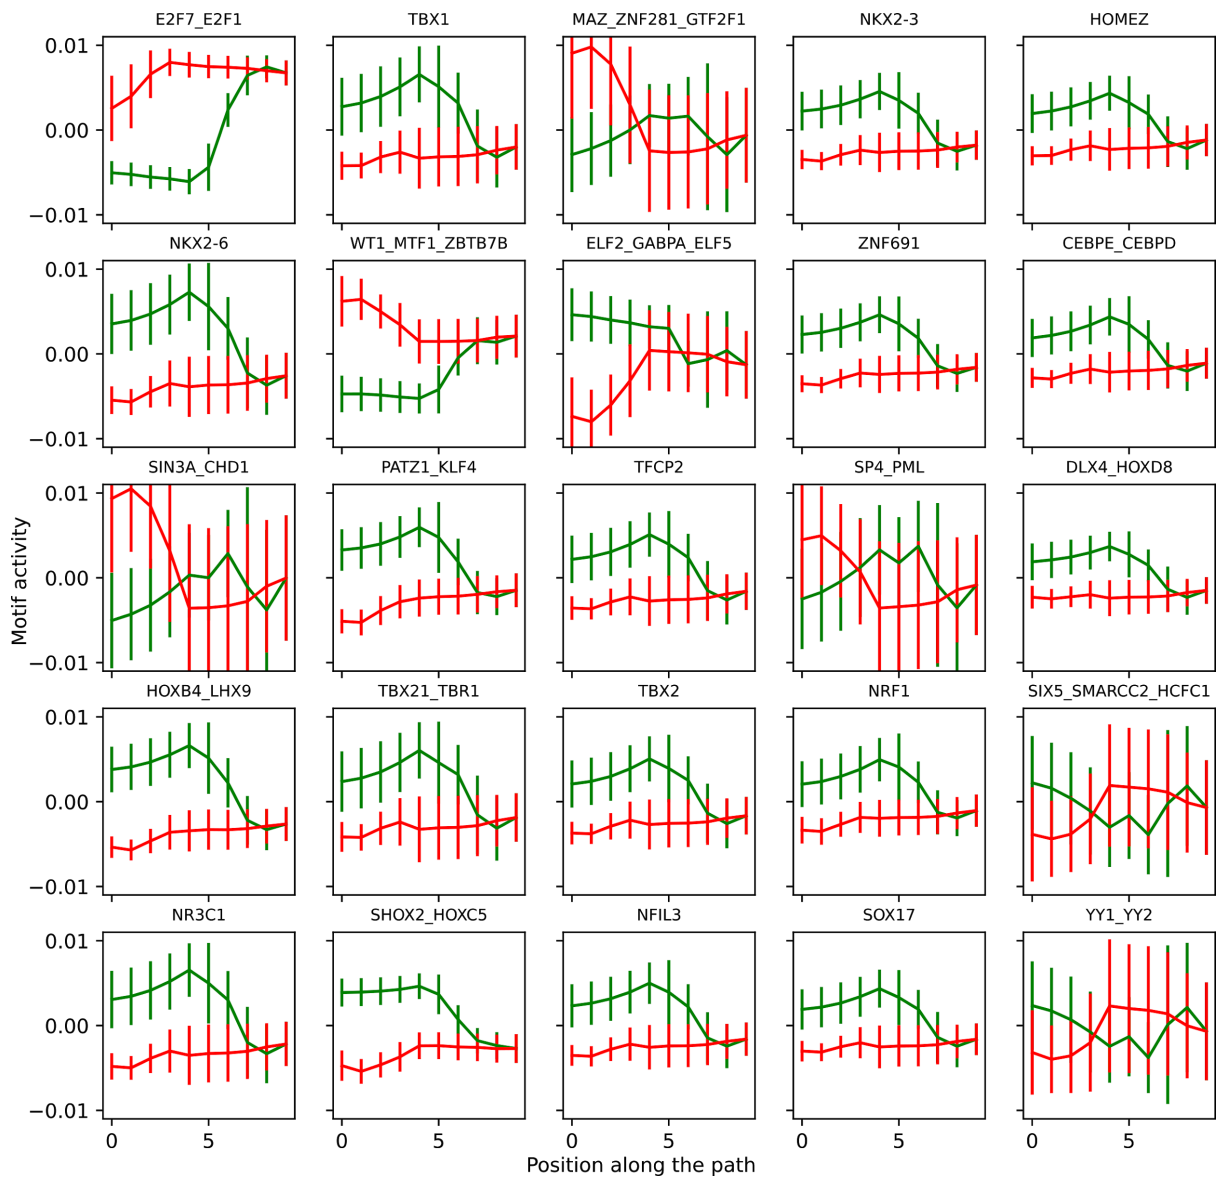 E2F7_E2F1 TBX1 MAZ_ZNF281_GTF2F1 NKX2-3 HOMEZ
0.01
0.00
−0.01
NKX2-6 WT1_MTF1_ZBTB7B ELF2_GABPA_ELF5 ZNF691 CEBPE_CEBPD
0.01
0.00
−0.01
SIN3A_CHD1 PATZ1_KLF4 TFCP2 SP4_PML DLX4_HOXD8
0.01
0.00
−0.01
Motif activity
HOXB4_LHX9 TBX21_TBR1 TBX2 NRF1 SIX5_SMARCC2_HCFC1
0.01
0.00
−0.01
NR3C1 SHOX2_HOXC5 NFIL3 SOX17 YY1_YY2
0.01
0.00
−0.01
0 5 0 5 0 5 0 5 0 5
Position along the path